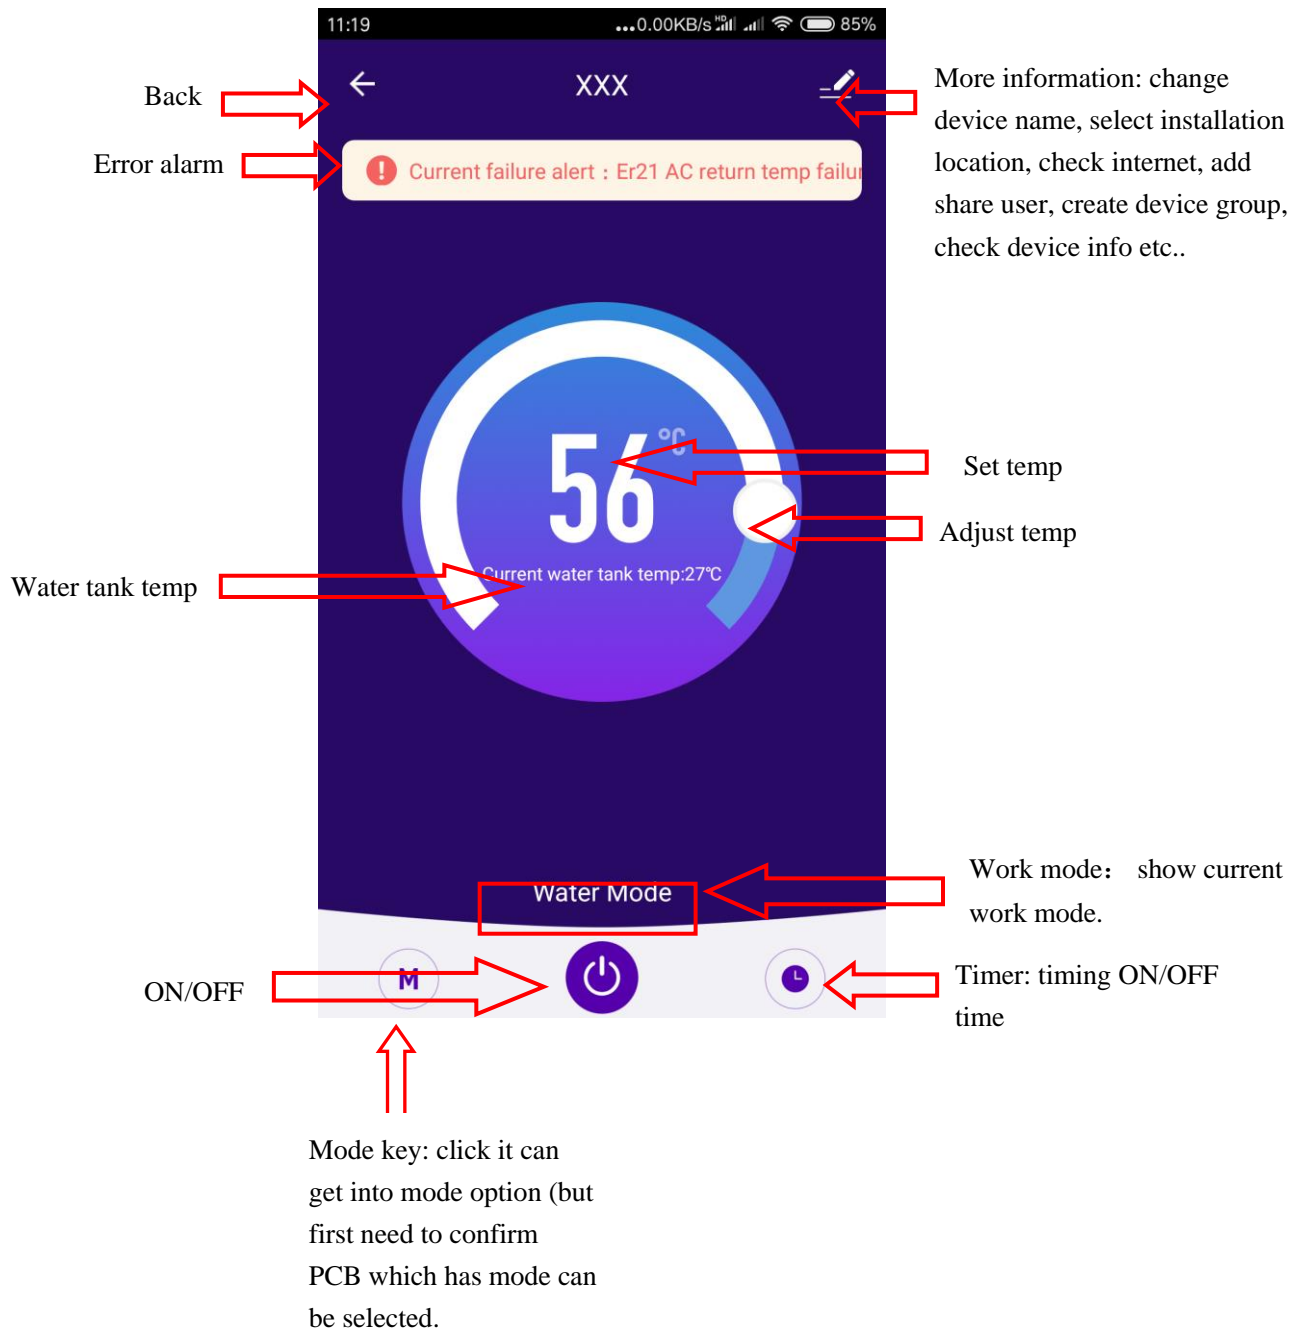 11:19
...0.00KB/s HD 85%
XXX
Back
More information: change
device name, select installation
location, check internet, add
share user, create device group,
check device info etc..
Error alarm
Current failure alert：Er21 AC return temp failur
56 °C
Set temp
Adjust temp
Current water tank temp:27℃
Water tank temp
Water Mode
Work mode： show current
work mode.
M
ON/OFF
Timer: timing ON/OFF
time
Mode key: click it can
get into mode option (but
first need to confirm
PCB which has mode can
be selected.